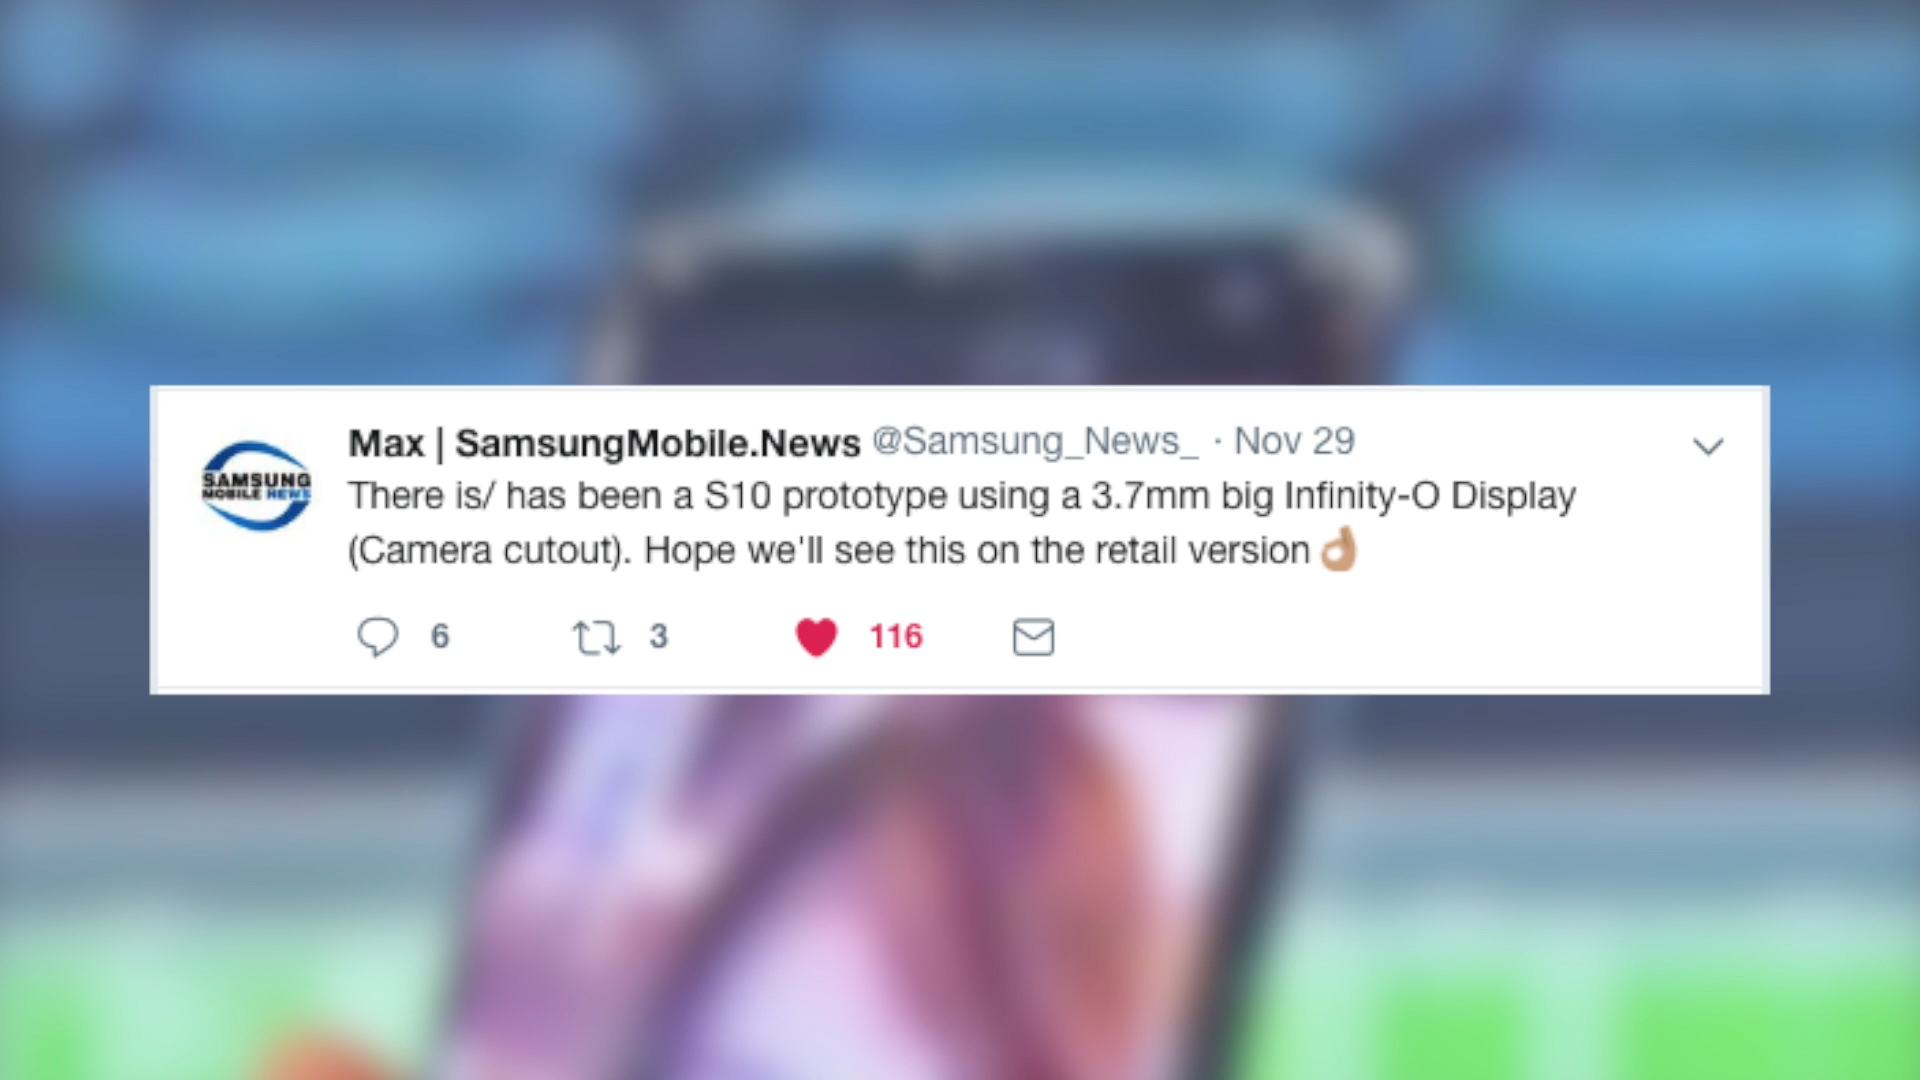 Max | SamsungMobile.News @Samsung_News_ · Nov 29
SAMSUNG
MOBILE NEWS
There is/ has been a S10 prototype using a 3.7mm big Infinity-O Display
(Camera cutout). Hope we'll see this on the retail version👌🏽
6 3 116